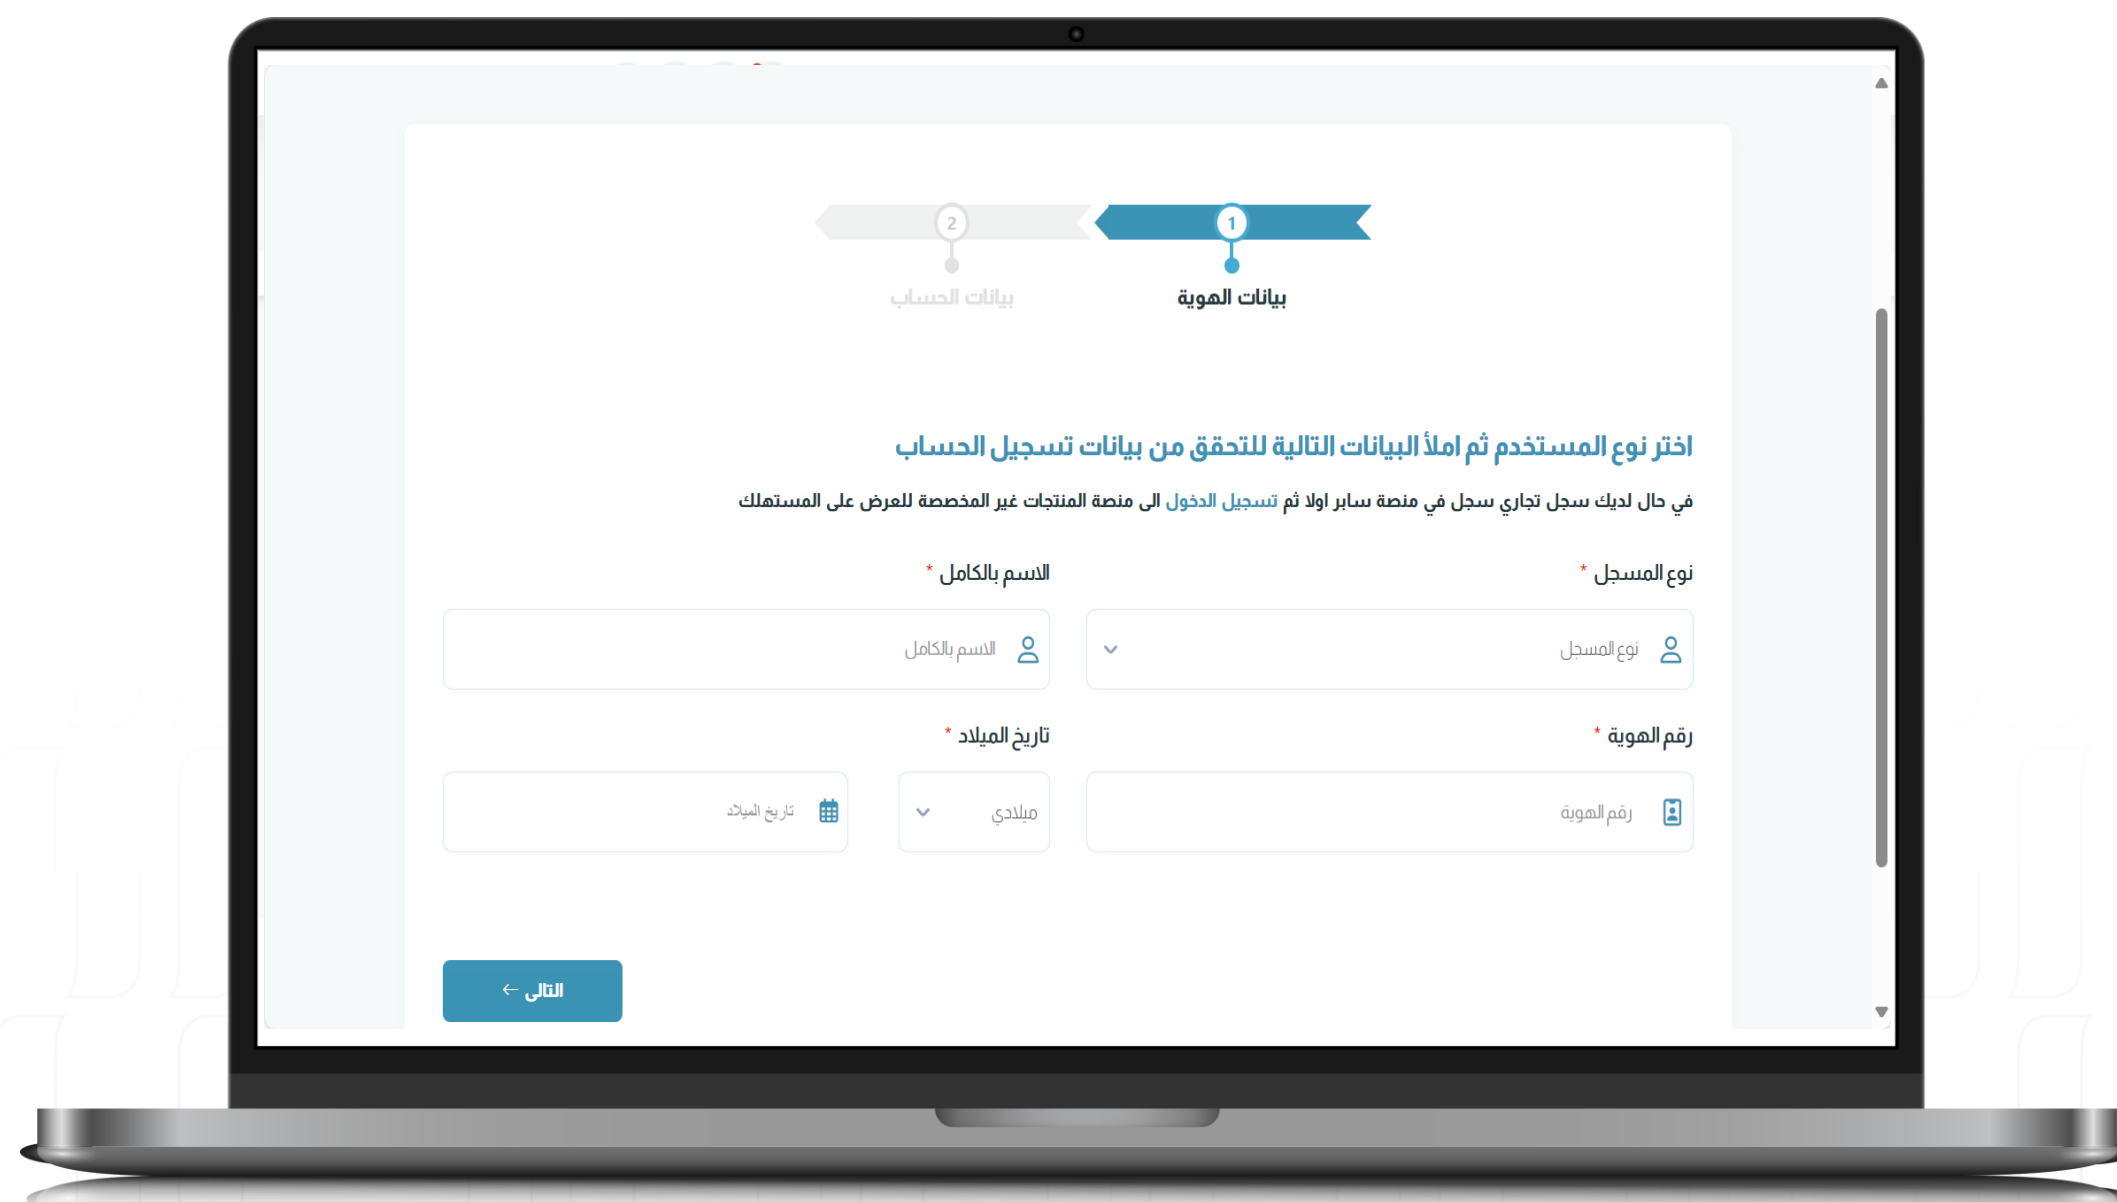 1
2
بيانات الهوية
بيانات الحساب
اختر نوع المستخدم ثم املأ البيانات التالية للتحقق من بيانات تسجيل الحساب
في حال لديك سجل تجاري سجل في منصة سابر اولا ثم تسجيل الدخول الى منصة المنتجات غير المخصصة للعرض على المستهلك
نوع المسجل *
الاسم بالكامل *
نوع المسجل
الاسم بالكامل
رقم الهوية *
تاريخ الميلاد *
رقم الهوية
ميلادي
تاريخ الميلاد
التالى ←